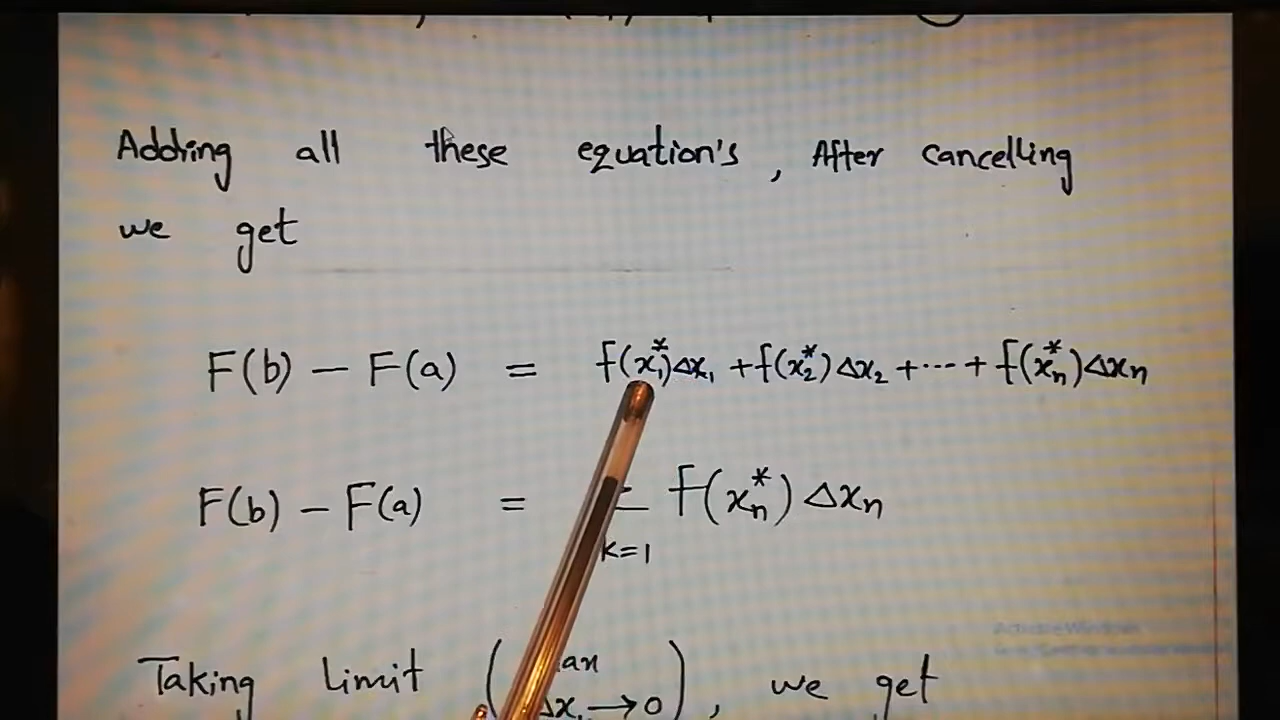 Adding all these equation's, After cancelling
we get
F(b) − F(a) = f(x₁*)Δx₁ + f(x₂*)Δx₂ + ⋯ + f(xₙ*)Δxₙ
F(b) − F(a) = f(xₙ*) Δxₙ
K=1
Taking limit ( →0 ), we get